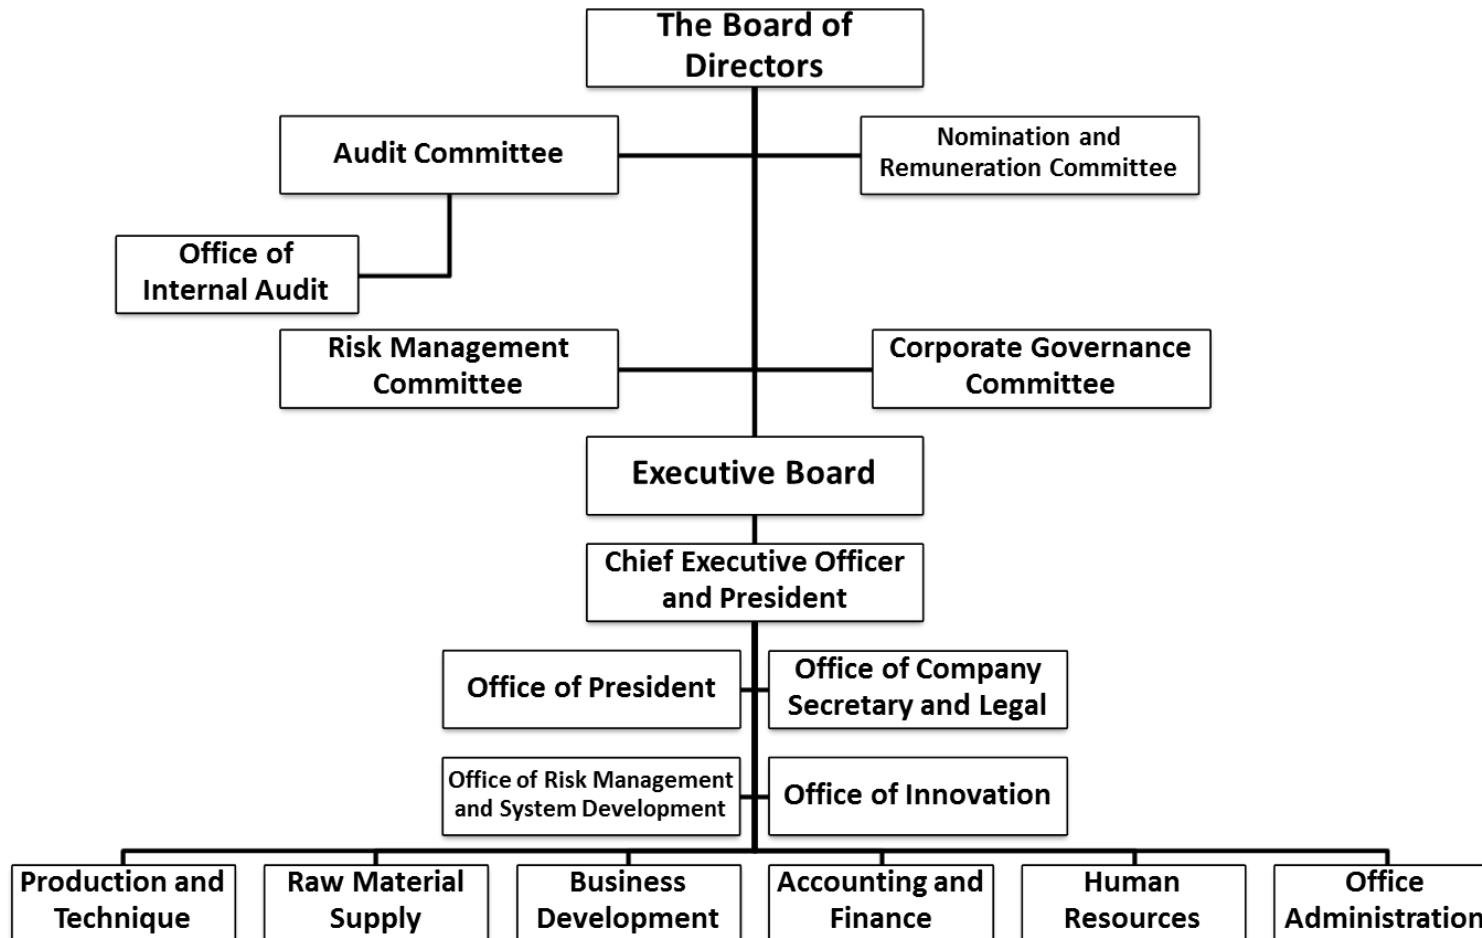 The Board of
Directors
Audit Committee
Nomination and
Remuneration Committee
Office of
Internal Audit
Risk Management
Committee
Corporate Governance
Committee
Executive Board
Chief Executive Officer
and President
Office of President
Office of Company
Secretary and Legal
Office of Risk Management
and System Development
Office of Innovation
Production and
Technique
Raw Material
Supply
Business
Development
Accounting and
Finance
Human
Resources
Office
Administration